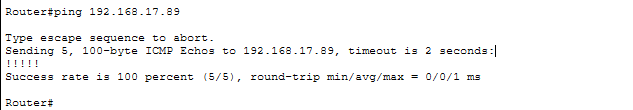 Router#ping 192.168.17.89
Type escape sequence to abort.
Sending 5, 100-byte ICMP Echos to 192.168.17.89, timeout is 2 seconds:
!!!!!
Success rate is 100 percent (5/5), round-trip min/avg/max = 0/0/1 ms
Router#